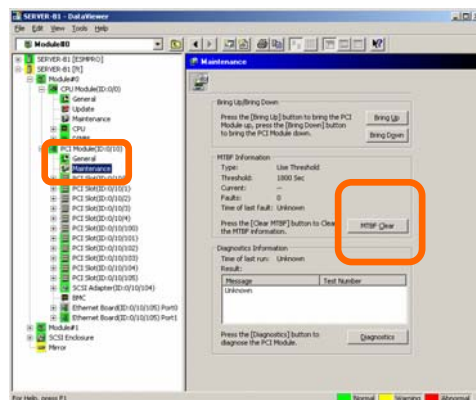 SERVER-B1 - DataViewer
File Edit View Tools Help
Module#0
SERVER-B1 [ESMPRO]
SERVER-B1 [ft]
Module#0
CPU Module(ID:0/0)
General
Update
Maintenance
CPU
PCI Module(ID:0/10)
General
Maintenance
PCI Slot(ID:0/10/1)
PCI Slot(ID:0/10/2)
PCI Slot(ID:0/10/3)
PCI Slot(ID:0/10/4)
PCI Slot(ID:0/10/100)
PCI Slot(ID:0/10/101)
PCI Slot(ID:0/10/102)
PCI Slot(ID:0/10/103)
PCI Slot(ID:0/10/104)
PCI Slot(ID:0/10/105)
SCSI Adapter(ID:0/10/104)
BMC
Ethernet Board(ID:0/10/105) Port0
Ethernet Board(ID:0/10/105) Port1
Module#1
SCSI Enclosure
Mirror
Maintenance
Bring Up/Bring Down
Press the [Bring Up] button to bring the PCI
Module up, press the [Bring Down] button
to bring the PCI Module down.
Bring Up
Bring Down
MTBF Information
Type: Use Threshold
Threshold: 1800 Sec
Current: --
Faults: 0
Time of last fault: Unknown
Press the [Clear MTBF] button to Clear
the MTBF information.
MTBF Clear
Diagnostics Information
Time of last run: Unknown
Result:
Message Test Number
Unknown
Press the [Diagnostics] button to
diagnose the PCI Module.
Diagnostics
For Help, press F1
Normal Warning Abnormal